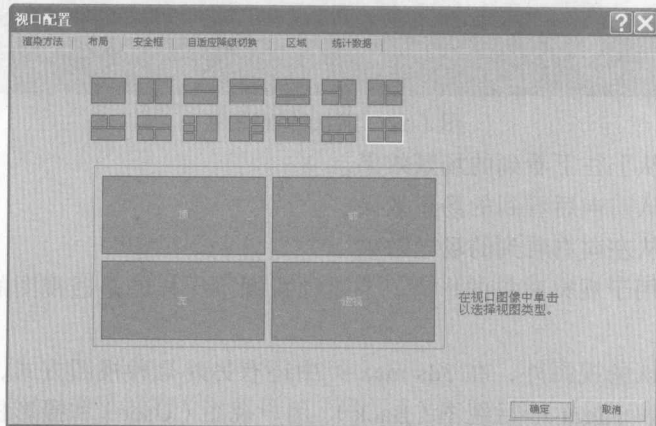 视口配置
渲染方法 布局 安全框 自适应降级切换 区域 统计数据
顶 前
左 透视
在视口图像中单击
以选择视图类型。
确定 取消